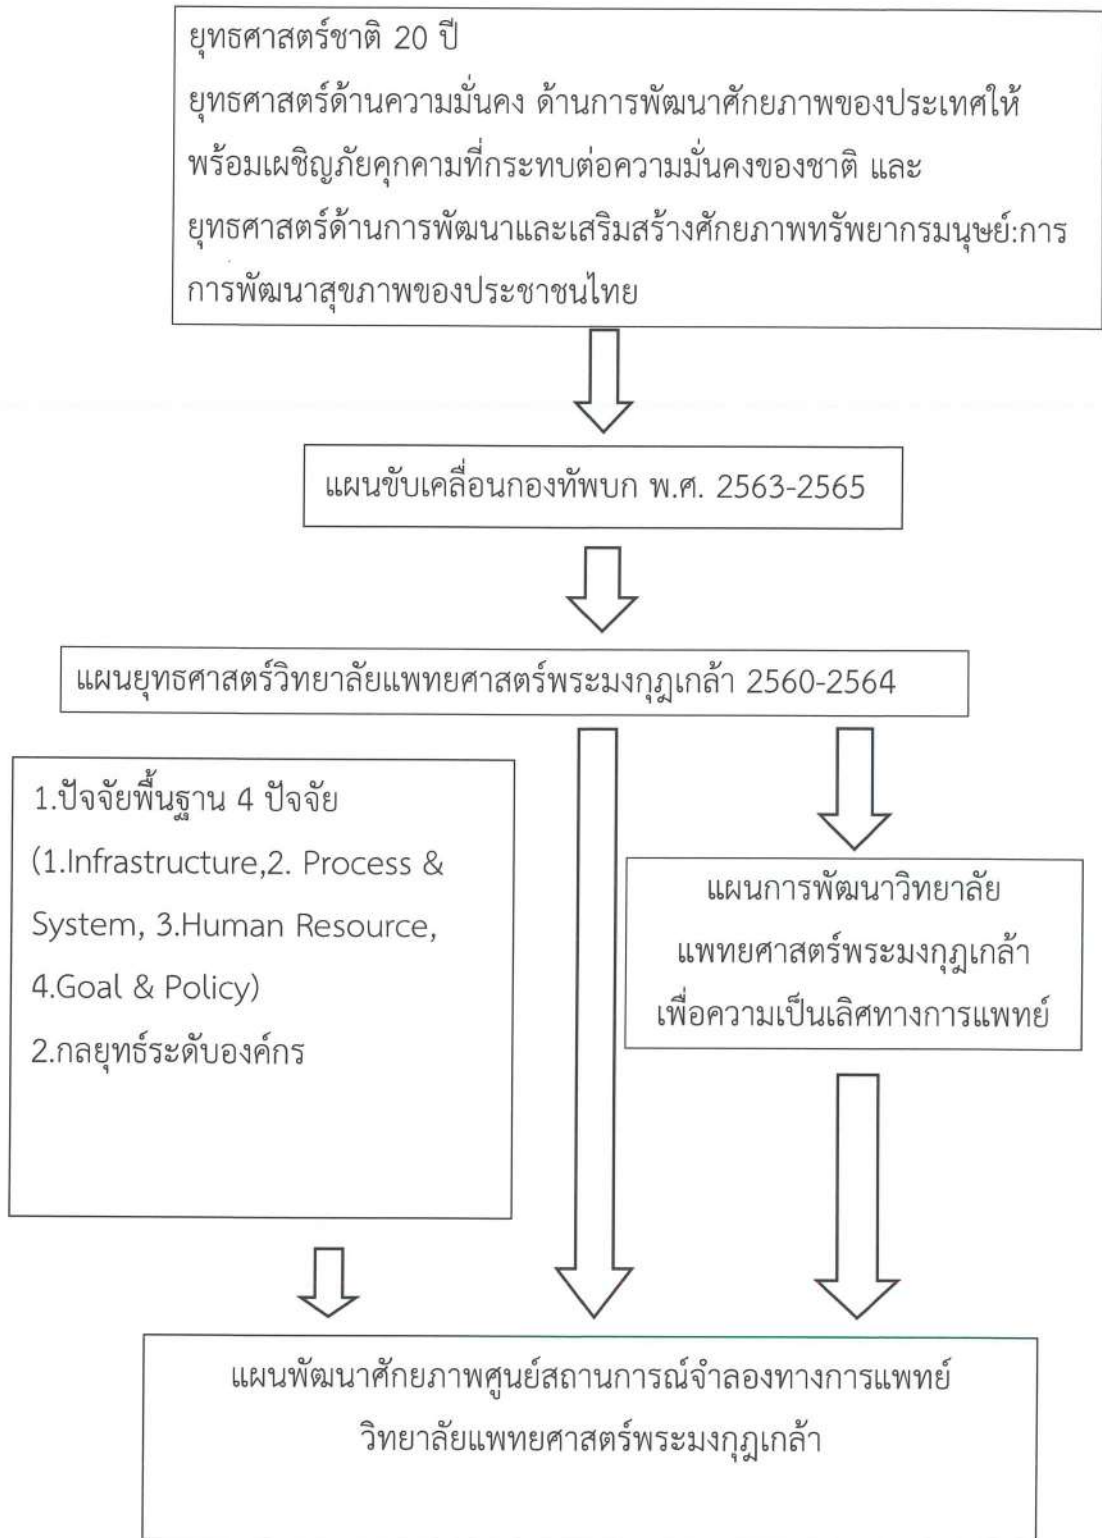 ยุทธศาสตร์ชาติ 20 ปี
ยุทธศาสตร์ด้านความมั่นคง ด้านการพัฒนาศักยภาพของประเทศให้
พร้อมเผชิญภัยคุกคามที่กระทบต่อความมั่นคงของชาติ และ
ยุทธศาสตร์ด้านการพัฒนาและเสริมสร้างศักยภาพทรัพยากรมนุษย์:การ
การพัฒนาสุขภาพของประชาชนไทย
แผนขับเคลื่อนกองทัพบก พ.ศ. 2563-2565
แผนยุทธศาสตร์วิทยาลัยแพทยศาสตร์พระมงกุฎเกล้า 2560-2564
1.ปัจจัยพื้นฐาน 4 ปัจจัย
(1.Infrastructure,2. Process &
System, 3.Human Resource,
4.Goal & Policy)
2.กลยุทธ์ระดับองค์กร
แผนการพัฒนาวิทยาลัย
แพทยศาสตร์พระมงกุฎเกล้า
เพื่อความเป็นเลิศทางการแพทย์
แผนพัฒนาศักยภาพศูนย์สถานการณ์จำลองทางการแพทย์
วิทยาลัยแพทยศาสตร์พระมงกุฎเกล้า